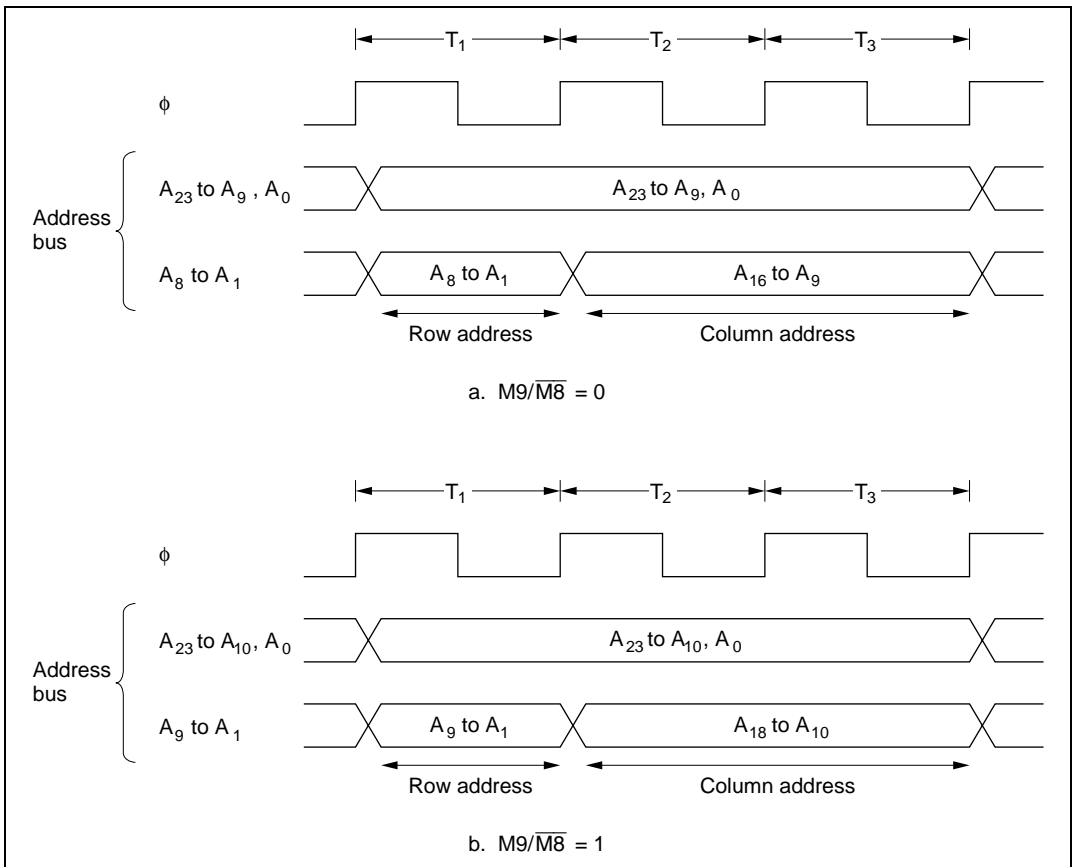 T₁ T₂ T₃
ϕ
Address bus
A₂₃ to A₉ , A₀
A₂₃ to A₉, A₀
A₈ to A₁
A₈ to A₁
A₁₆ to A₉
Row address
Column address
a. M9/M̅8̅ = 0
T₁ T₂ T₃
ϕ
Address bus
A₂₃ to A₁₀, A₀
A₂₃ to A₁₀, A₀
A₉ to A₁
A₉ to A₁
A₁₈ to A₁₀
Row address
Column address
b. M9/M̅8̅ = 1